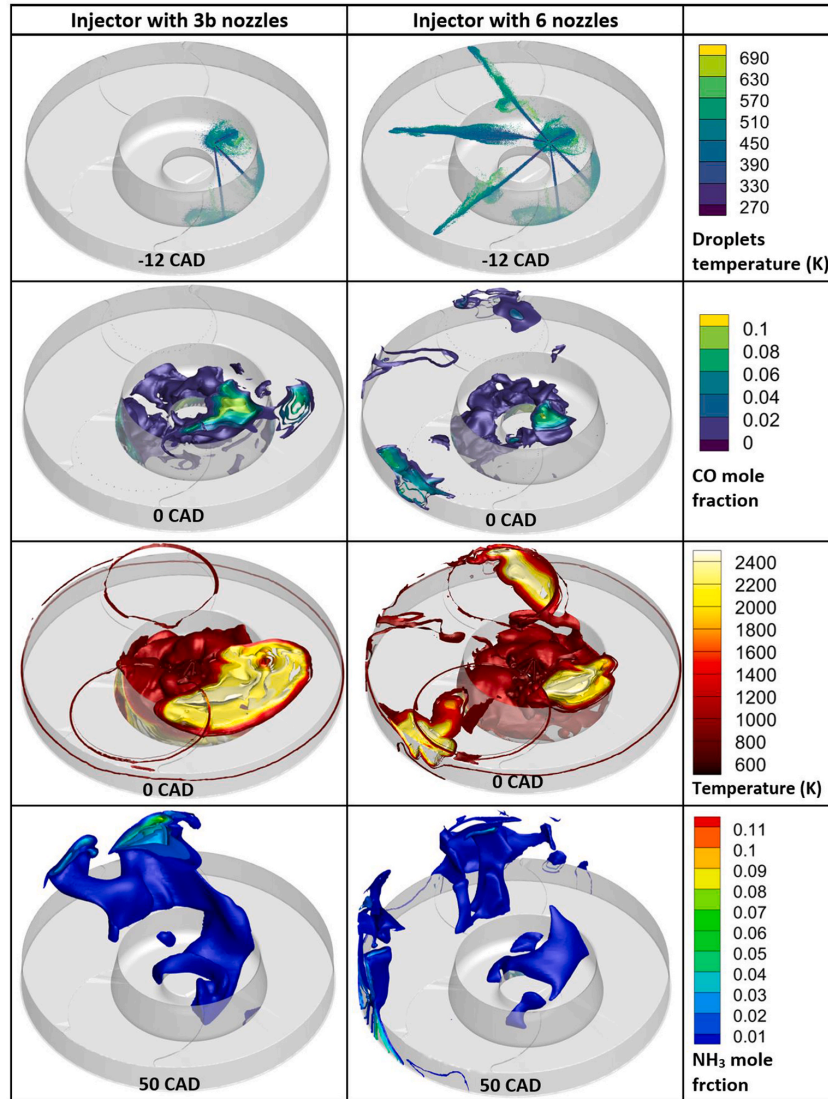 Injector with 3b nozzles
Injector with 6 nozzles
-12 CAD
-12 CAD
690
630
570
510
450
390
330
270
Droplets
temperature (K)
0 CAD
0 CAD
0.1
0.08
0.06
0.04
0.02
0
CO mole
fraction
0 CAD
0 CAD
2400
2200
2000
1800
1600
1400
1200
1000
800
600
Temperature (K)
50 CAD
50 CAD
0.11
0.1
0.09
0.08
0.07
0.06
0.05
0.04
0.03
0.02
0.01
NH₃ mole
frction